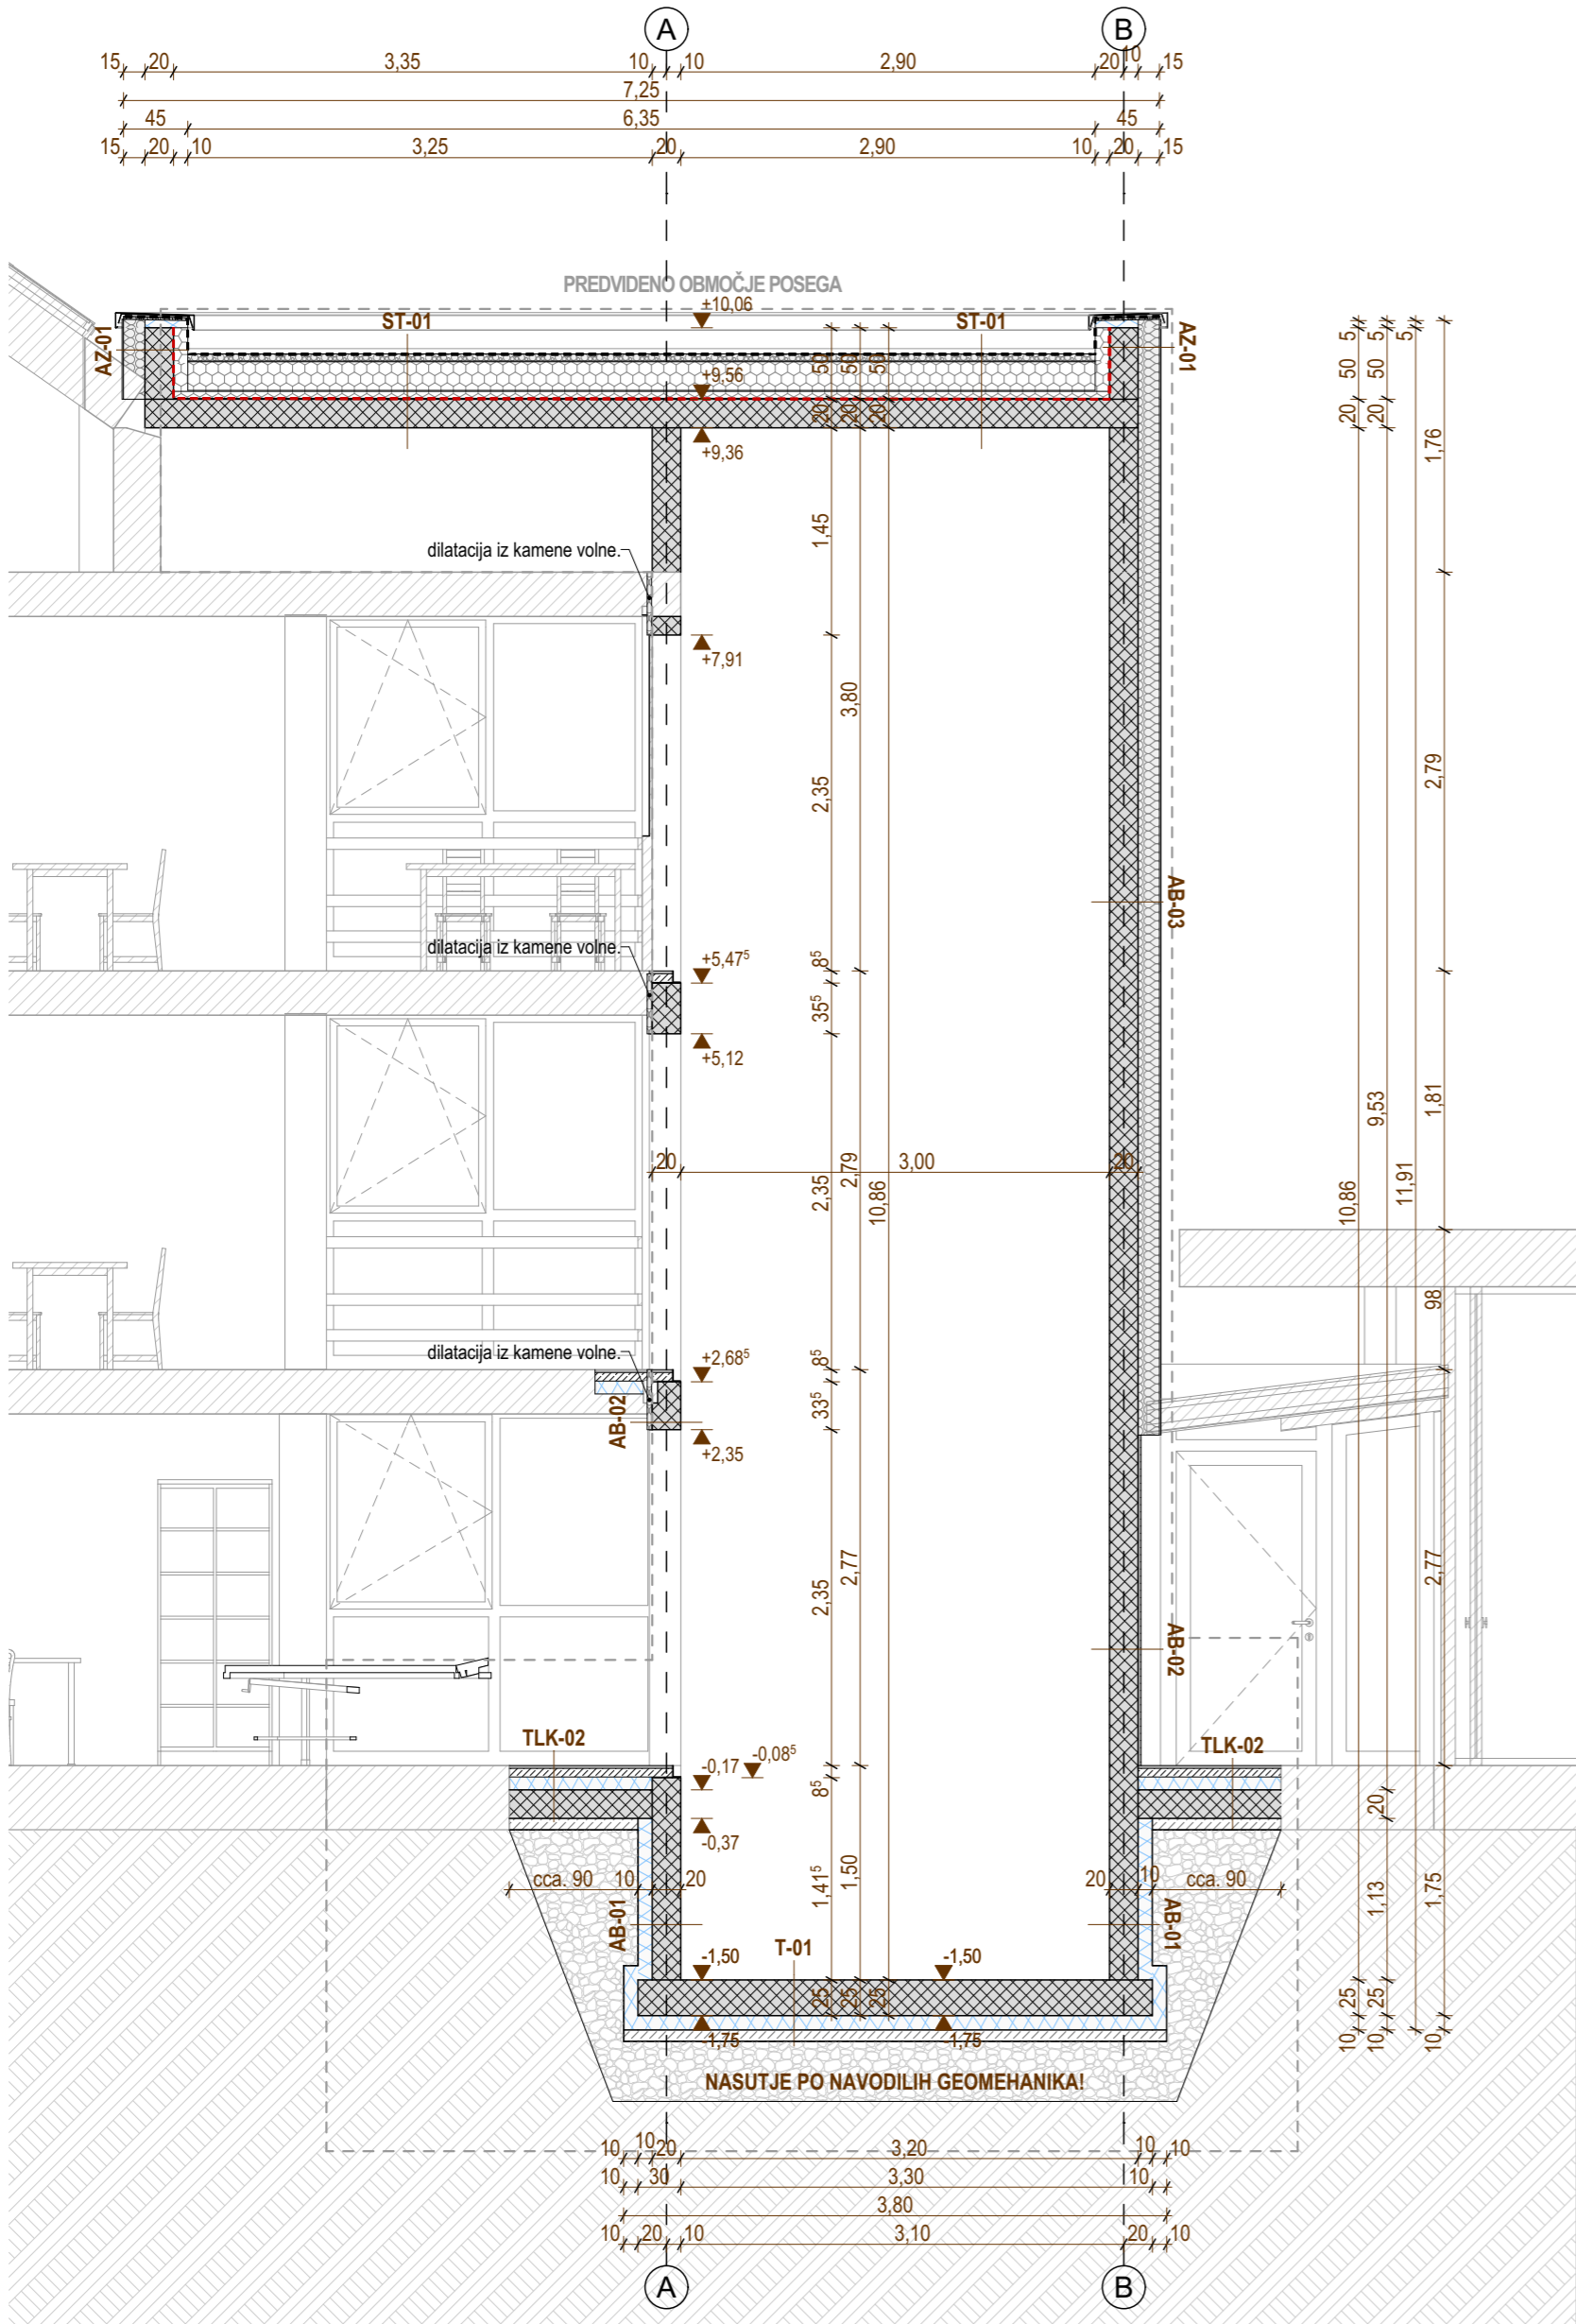 A
B
15 20 3,35 10 10 2,90 20 10 15
7,25
45 6,35 45
15 20 10 3,25 20 2,90 10 20 15
PREDVIDENO OBMOČJE POSEGA
+10,06
ST-01
ST-01
AZ-01
AZ-01
50 50 50
50 5
50 5
5
+9,56
20 20 20
20 20
+9,36
1,76
1,45
dilatacija iz kamene volne.
+7,91
3,80
2,35
2,79
AB-03
dilatacija iz kamene volne.
+5,47⁵
8⁵
35⁵
+5,12
9,53
1,81
20 3,00 20
2,35
2,79
10,86
10,86
11,91
98
dilatacija iz kamene volne.
+2,68⁵
8⁵
33⁵
AB-02
+2,35
2,35
2,77
2,77
AB-02
TLK-02
TLK-02
-0,17
-0,08⁵
8⁵
20
-0,37
cca. 90 10 20
20 10 cca. 90
1,41⁵
1,50
1,13
1,75
AB-01
AB-01
T-01
-1,50
-1,50
25 25 25
25 25
-1,75
-1,75
10 10 10
NASUTJE PO NAVODILIH GEOMEHANIKA!
10 10 20 3,20 10 10
10 30 3,30 10
3,80
10 20 10 3,10 20 10
A
B